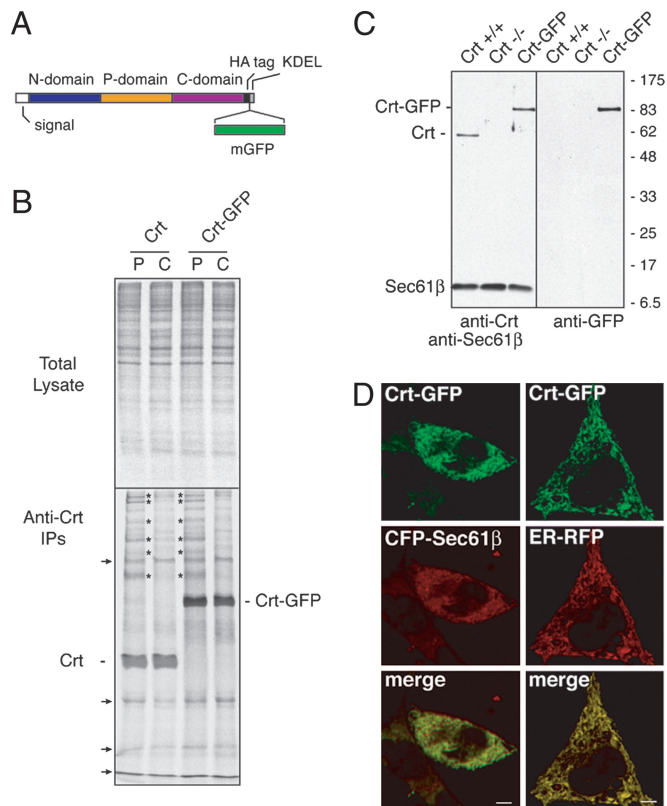 A
HA tag KDEL
N-domain P-domain C-domain
signal
mGFP
B
Crt Crt-GFP
P C P C
Total
Lysate
Anti-Crt
IPs
* *
* *
* *
* *
* *
* *
- Crt-GFP
Crt -
C
Crt +/+ Crt -/- Crt-GFP Crt +/+ Crt -/- Crt-GFP
- 175
Crt-GFP - - 83
Crt - - 62
- 48
- 33
- 25
- 17
Sec61β
- 6.5
anti-Crt anti-GFP
anti-Sec61β
D
Crt-GFP Crt-GFP
CFP-Sec61β ER-RFP
merge merge